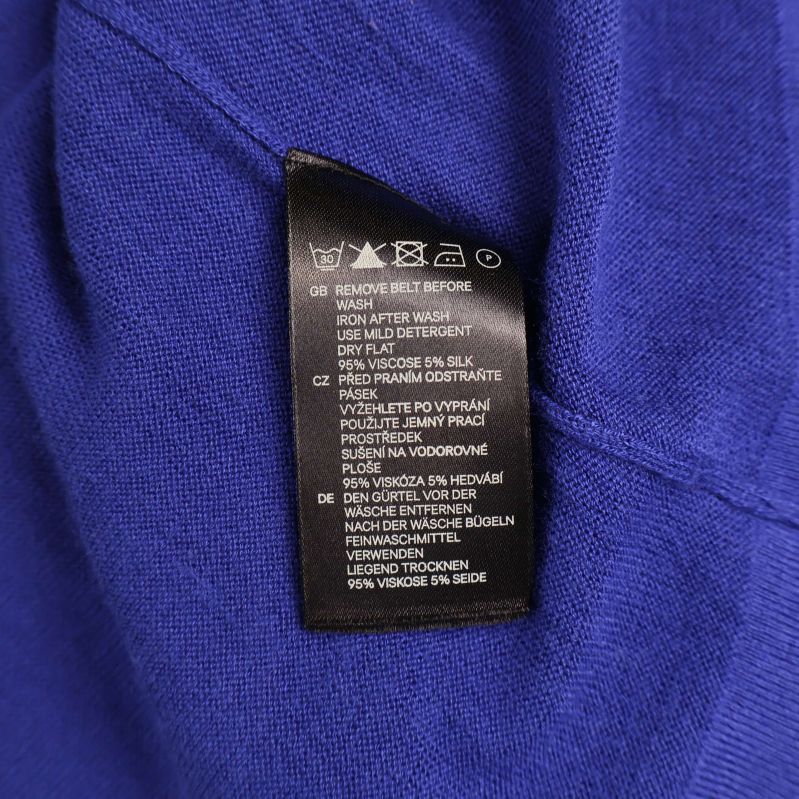 30 P
GB REMOVE BELT BEFORE
WASH
IRON AFTER WASH
USE MILD DETERGENT
DRY FLAT
95% VISCOSE 5% SILK
CZ PŘED PRANÍM ODSTRAŇTE
PÁSEK
VYŽEHLETE PO VYPRÁNÍ
POUŽIJTE JEMNÝ PRACÍ
PROSTŘEDEK
SUŠENÍ NA VODOROVNÉ
PLOŠE
95% VISKÓZA 5% HEDVÁBÍ
DE DEN GÜRTEL VOR DER
WÄSCHE ENTFERNEN
NACH DER WÄSCHE BÜGELN
FEINWASCHMITTEL
VERWENDEN
LIEGEND TROCKNEN
95% VISKOSE 5% SEIDE